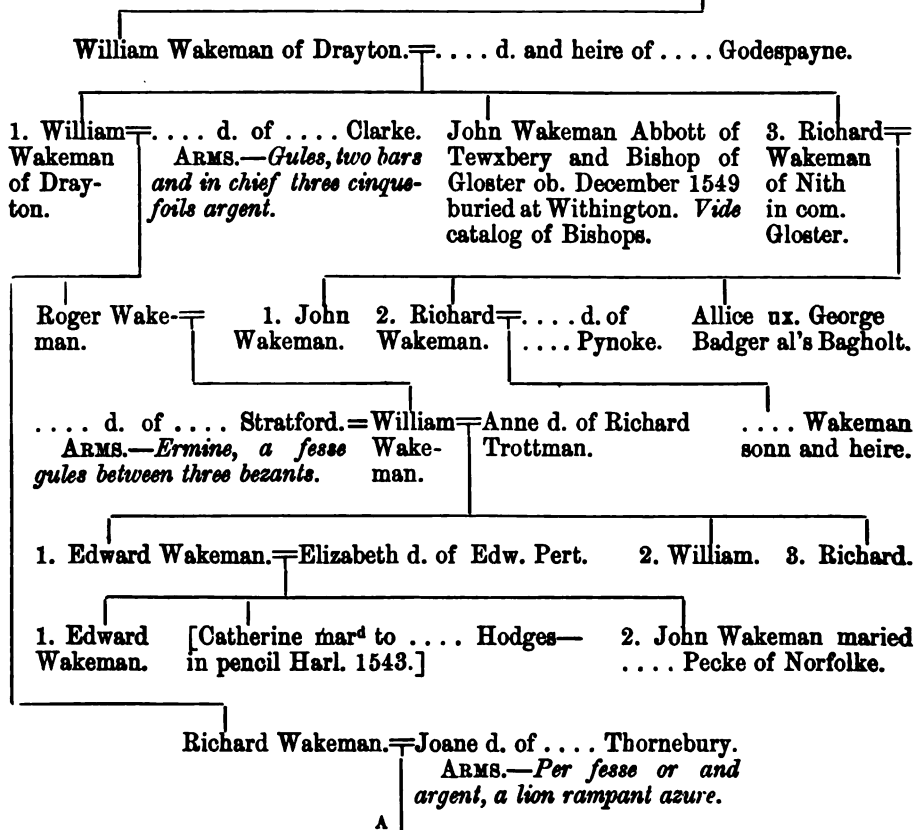 William Wakeman of Drayton.=.... d. and heire of .... Godespayne.
1. William=.... d. of .... Clarke.
Wakeman
of Dray-
ton.
ARMS.—Gules, two bars
and in chief three cinque-
foils argent.
John Wakeman Abbott of
Tewxbery and Bishop of
Gloster ob. December 1549
buried at Withington. Vide
catalog of Bishops.
3. Richard=
Wakeman
of Nith
in com.
Gloster.
Roger Wake-=
man.
1. John
Wakeman.
2. Richard=.... d. of
Wakeman. .... Pynoke.
Allice ux. George
Badger al's Bagholt.
.... d. of .... Stratford.=William=Anne d. of Richard
ARMS.—Ermine, a fesse
gules between three bezants.
Wake-
man.
Trottman.
.... Wakeman
sonn and heire.
1. Edward Wakeman.=Elizabeth d. of Edw. Pert.
2. William.
3. Richard.
1. Edward
Wakeman.
[Catherine mard to .... Hodges—
in pencil Harl. 1543.]
2. John Wakeman maried
.... Pecke of Norfolke.
Richard Wakeman.=Joane d. of .... Thornebury.
ARMS.—Per fesse or and
argent, a lion rampant azure.
A